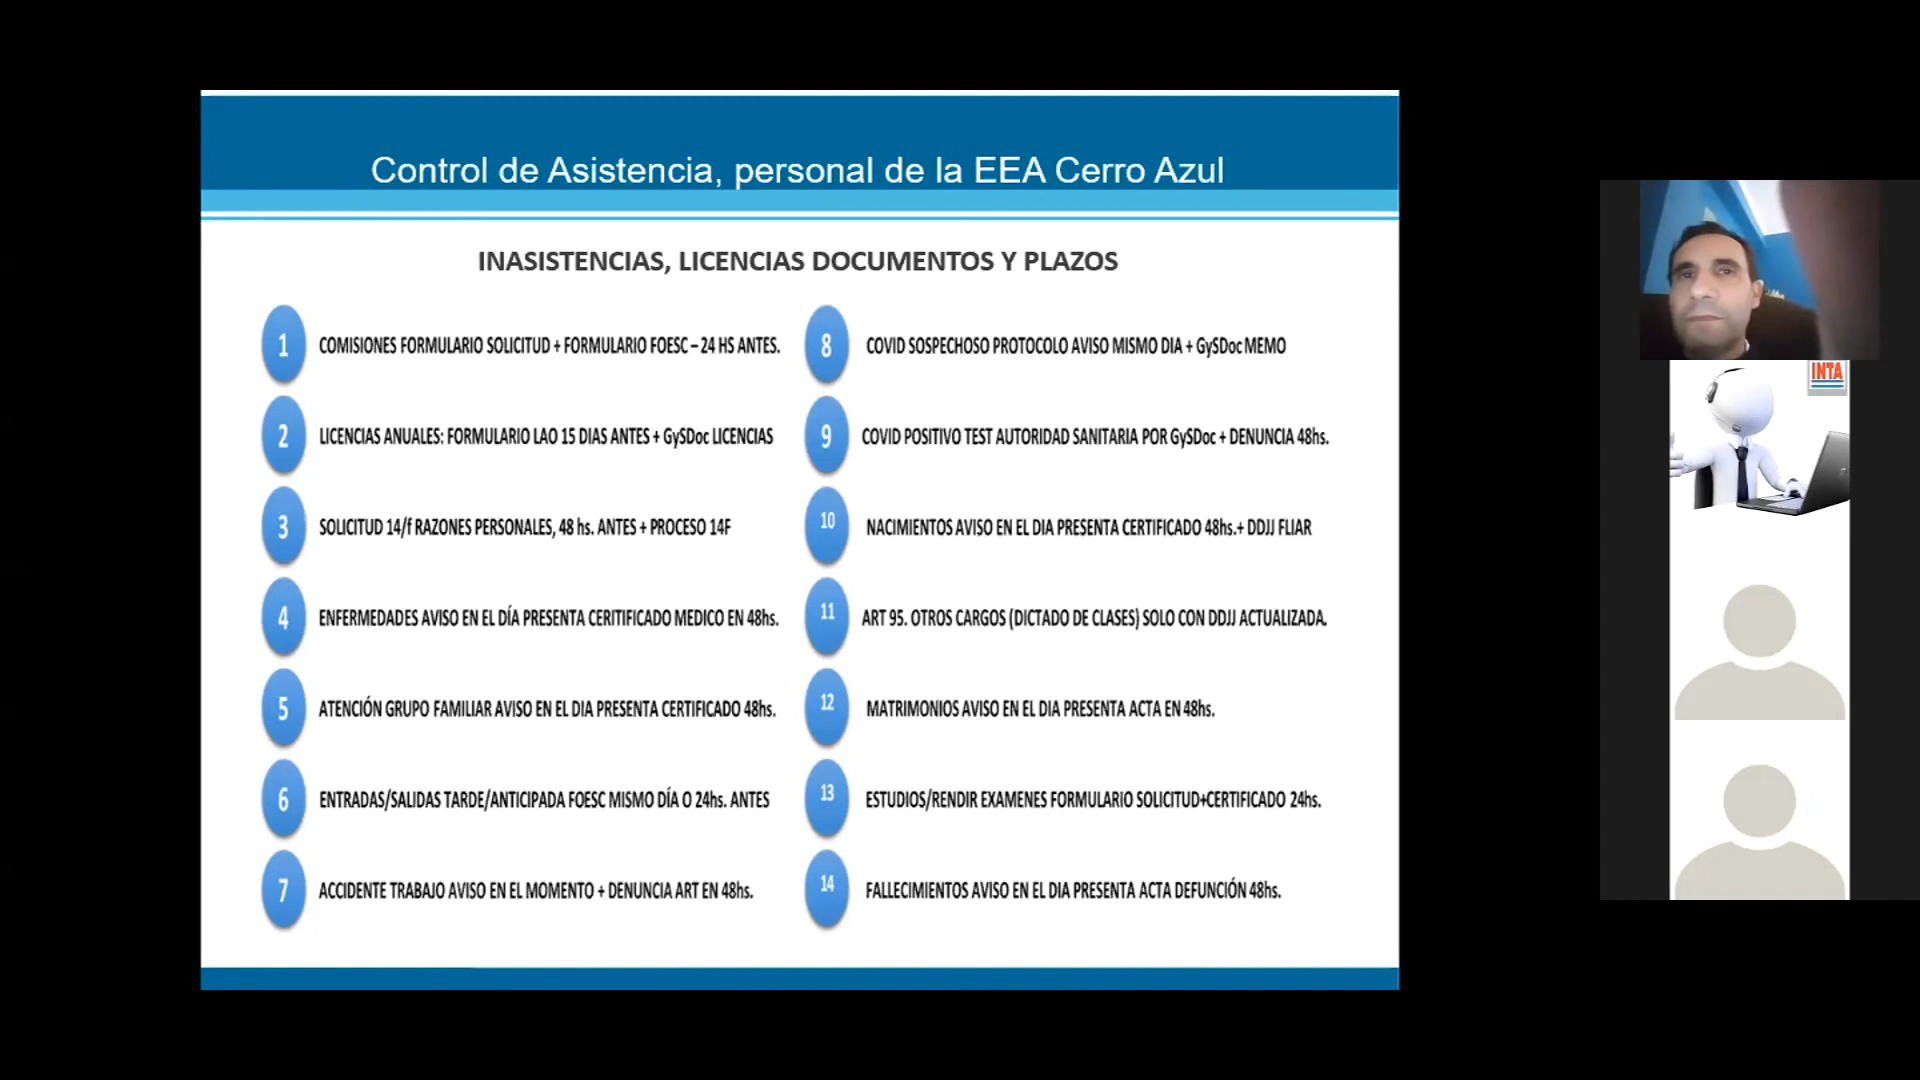 Control de Asistencia, personal de la EEA Cerro Azul
INASISTENCIAS, LICENCIAS DOCUMENTOS Y PLAZOS
1 COMISIONES FORMULARIO SOLICITUD + FORMULARIO FOESC – 24 HS ANTES.
2 LICENCIAS ANUALES: FORMULARIO LAO 15 DIAS ANTES + GySDoc LICENCIAS
3 SOLICITUD 14/f RAZONES PERSONALES, 48 hs. ANTES + PROCESO 14F
4 ENFERMEDADES AVISO EN EL DÍA PRESENTA CERITIFICADO MEDICO EN 48hs.
5 ATENCIÓN GRUPO FAMILIAR AVISO EN EL DIA PRESENTA CERTIFICADO 48hs.
6 ENTRADAS/SALIDAS TARDE/ANTICIPADA FOESC MISMO DÍA O 24hs. ANTES
7 ACCIDENTE TRABAJO AVISO EN EL MOMENTO + DENUNCIA ART EN 48hs.
8 COVID SOSPECHOSO PROTOCOLO AVISO MISMO DIA + GySDoc MEMO
9 COVID POSITIVO TEST AUTORIDAD SANITARIA POR GySDoc + DENUNCIA 48hs.
10 NACIMIENTOS AVISO EN EL DIA PRESENTA CERTIFICADO 48hs.+ DDJJ FLIAR
11 ART 95. OTROS CARGOS (DICTADO DE CLASES) SOLO CON DDJJ ACTUALIZADA.
12 MATRIMONIOS AVISO EN EL DIA PRESENTA ACTA EN 48hs.
13 ESTUDIOS/RENDIR EXAMENES FORMULARIO SOLICITUD+CERTIFICADO 24hs.
14 FALLECIMIENTOS AVISO EN EL DIA PRESENTA ACTA DEFUNCIÓN 48hs.
INTA